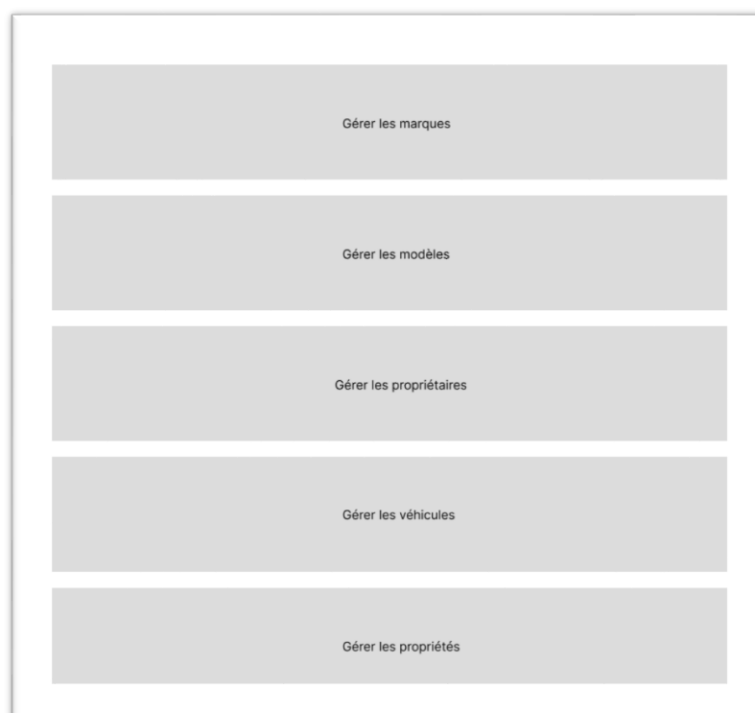 Gérer les marques
Gérer les modèles
Gérer les propriétaires
Gérer les véhicules
Gérer les propriétés